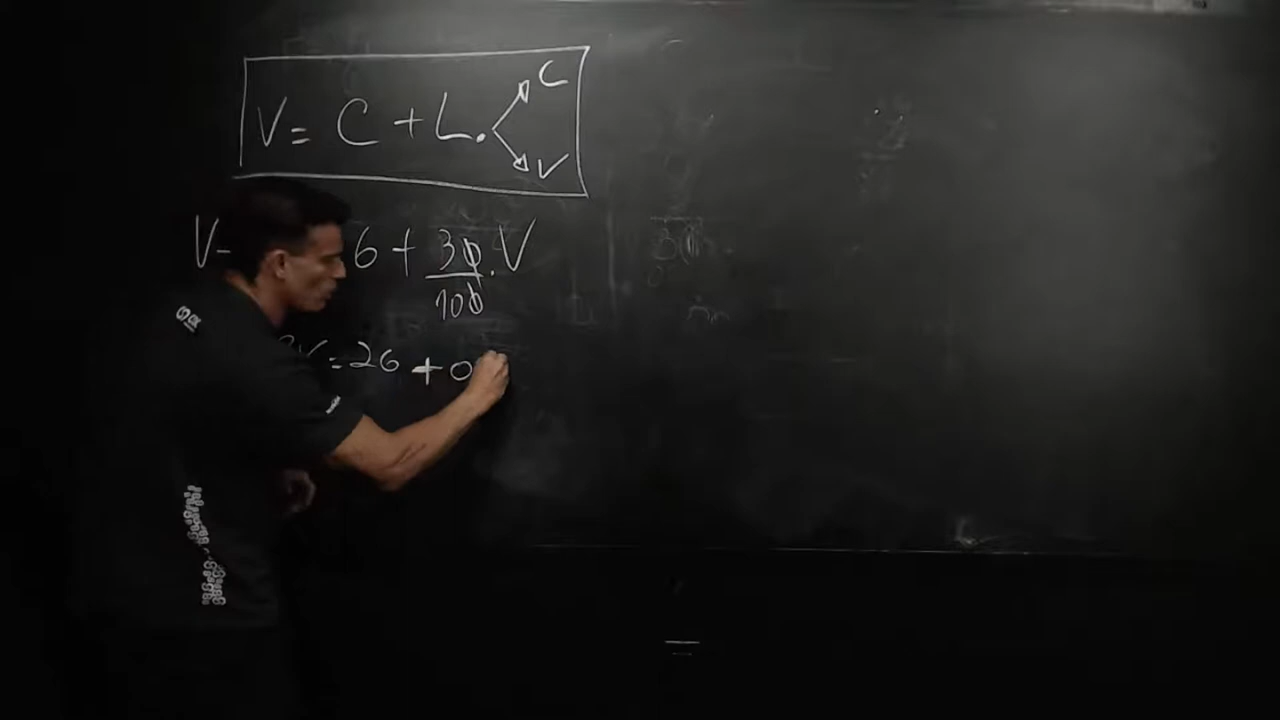 V = C + L. C
V
V- 6 + 30/100 . V
V = 26 + 0